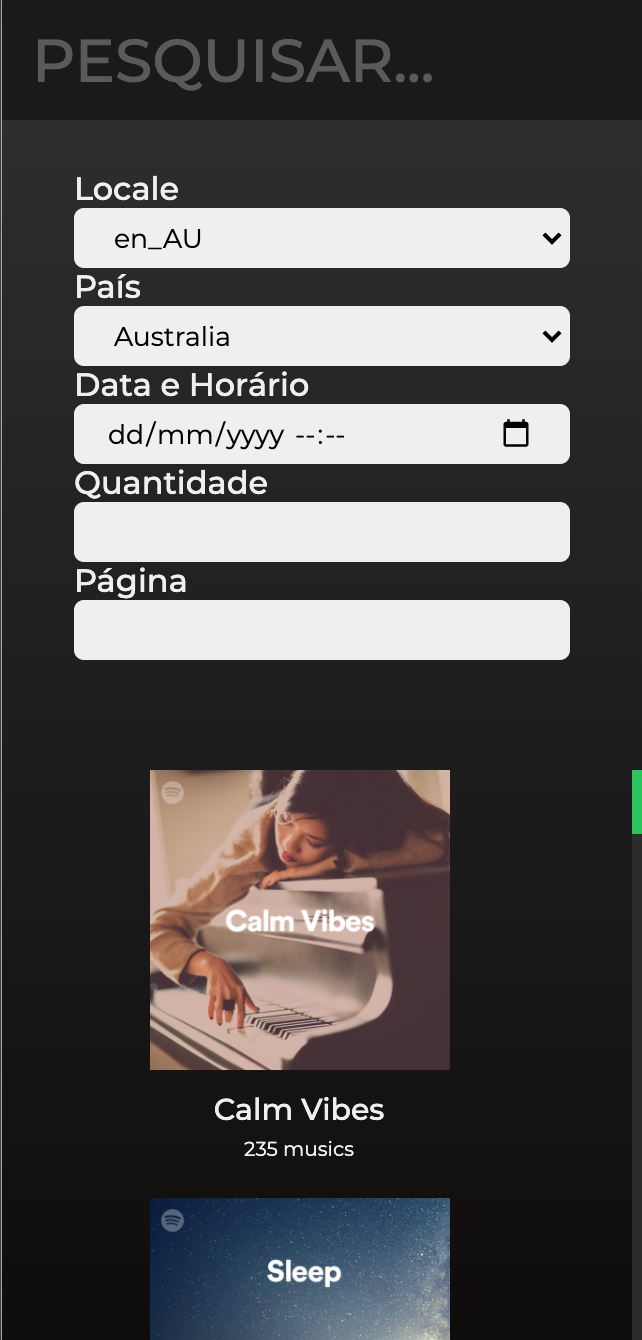 PESQUISAR...
Locale
en_AU
País
Australia
Data e Horário
dd/mm/yyyy --:--
Quantidade
Página
Calm Vibes
Calm Vibes
235 musics
Sleep